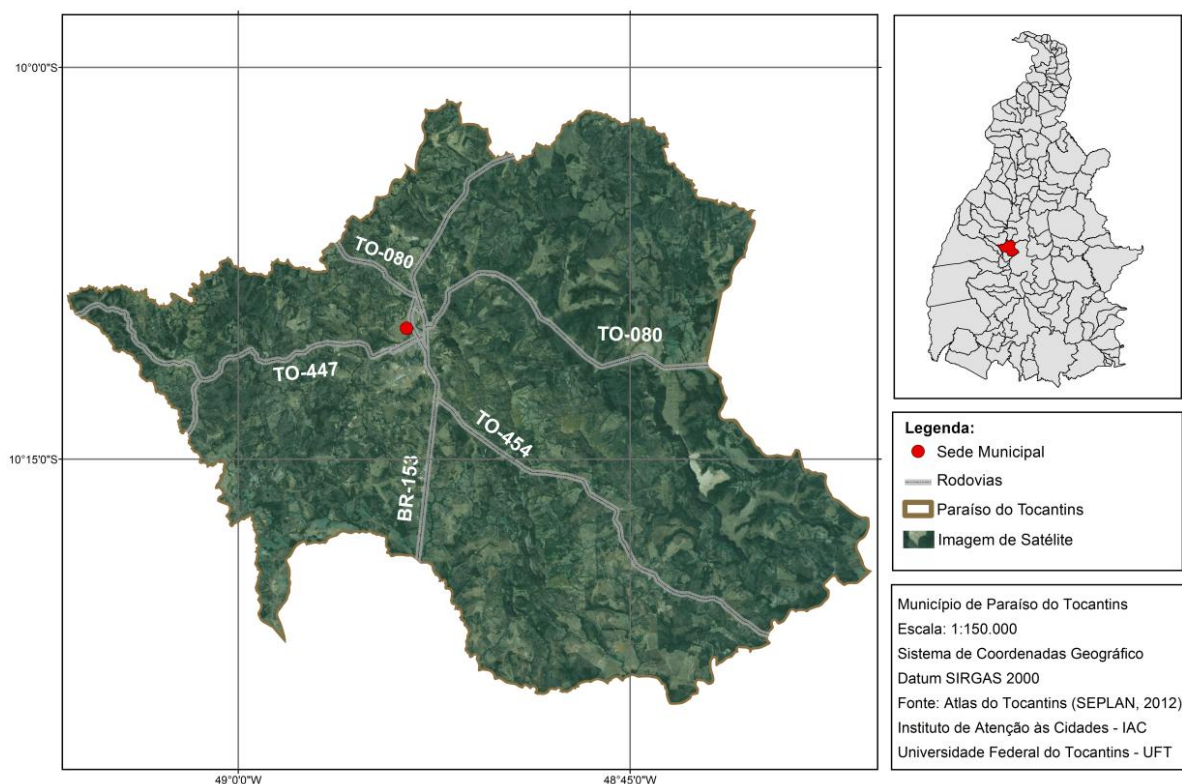 10°0'0"S
TO-080
TO-080
TO-447
TO-454
10°15'0"S
BR-153
49°0'0"W
48°45'0"W
Legenda:
Sede Municipal
Rodovias
Paraíso do Tocantins
Imagem de Satélite
Município de Paraíso do Tocantins
Escala: 1:150.000
Sistema de Coordenadas Geográfico
Datum SIRGAS 2000
Fonte: Atlas do Tocantins (SEPLAN, 2012)
Instituto de Atenção às Cidades - IAC
Universidade Federal do Tocantins - UFT